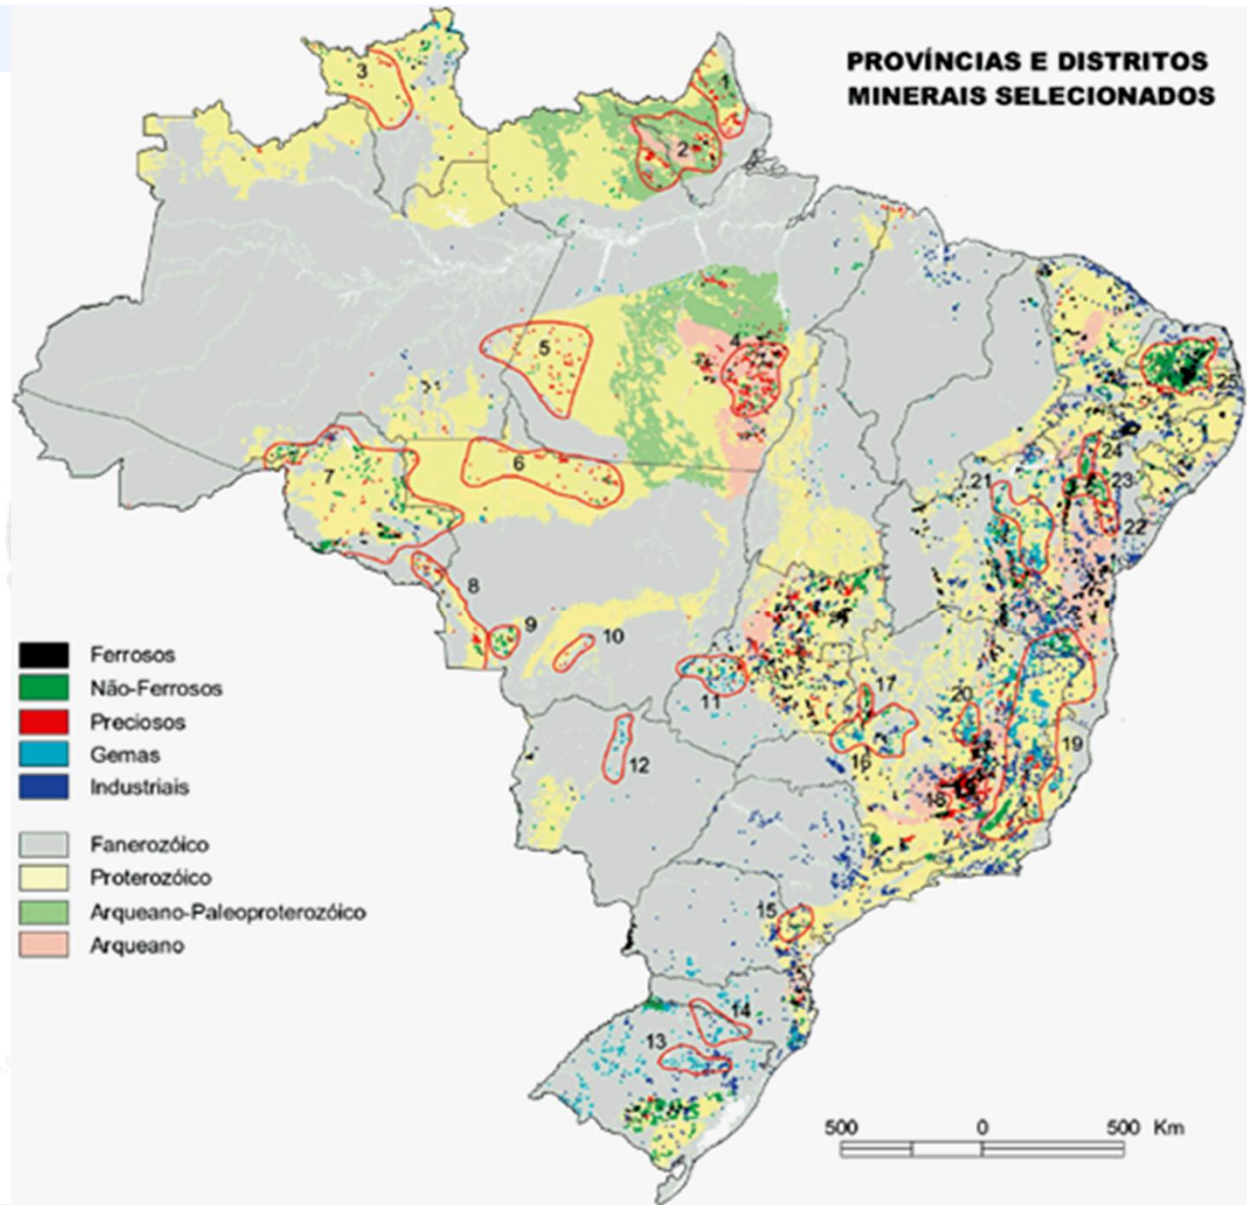 PROVÍNCIAS E DISTRITOS
MINERAIS SELECIONADOS
3
1
2
4
5
25
6
7
24
21
23
22
8
9
10
11
17
20
12
16
19
18
15
14
13
Ferrosos
Não-Ferrosos
Preciosos
Gemas
Industriais
Fanerozóico
Proterozóico
Arqueano-Paleoproterozóico
Arqueano
500 0 500 Km